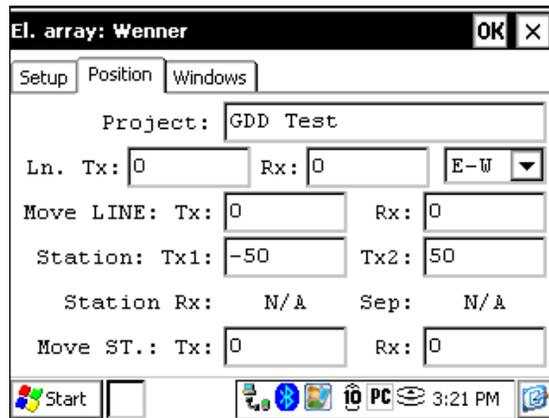 El. array: Wenner OK ×
Setup Position Windows
Project: GDD Test
Ln. Tx: 0 Rx: 0 E-W
Move LINE: Tx: 0 Rx: 0
Station: Tx1: -50 Tx2: 50
Station Rx: N/A Sep: N/A
Move ST.: Tx: 0 Rx: 0
Start PC 3:21 PM